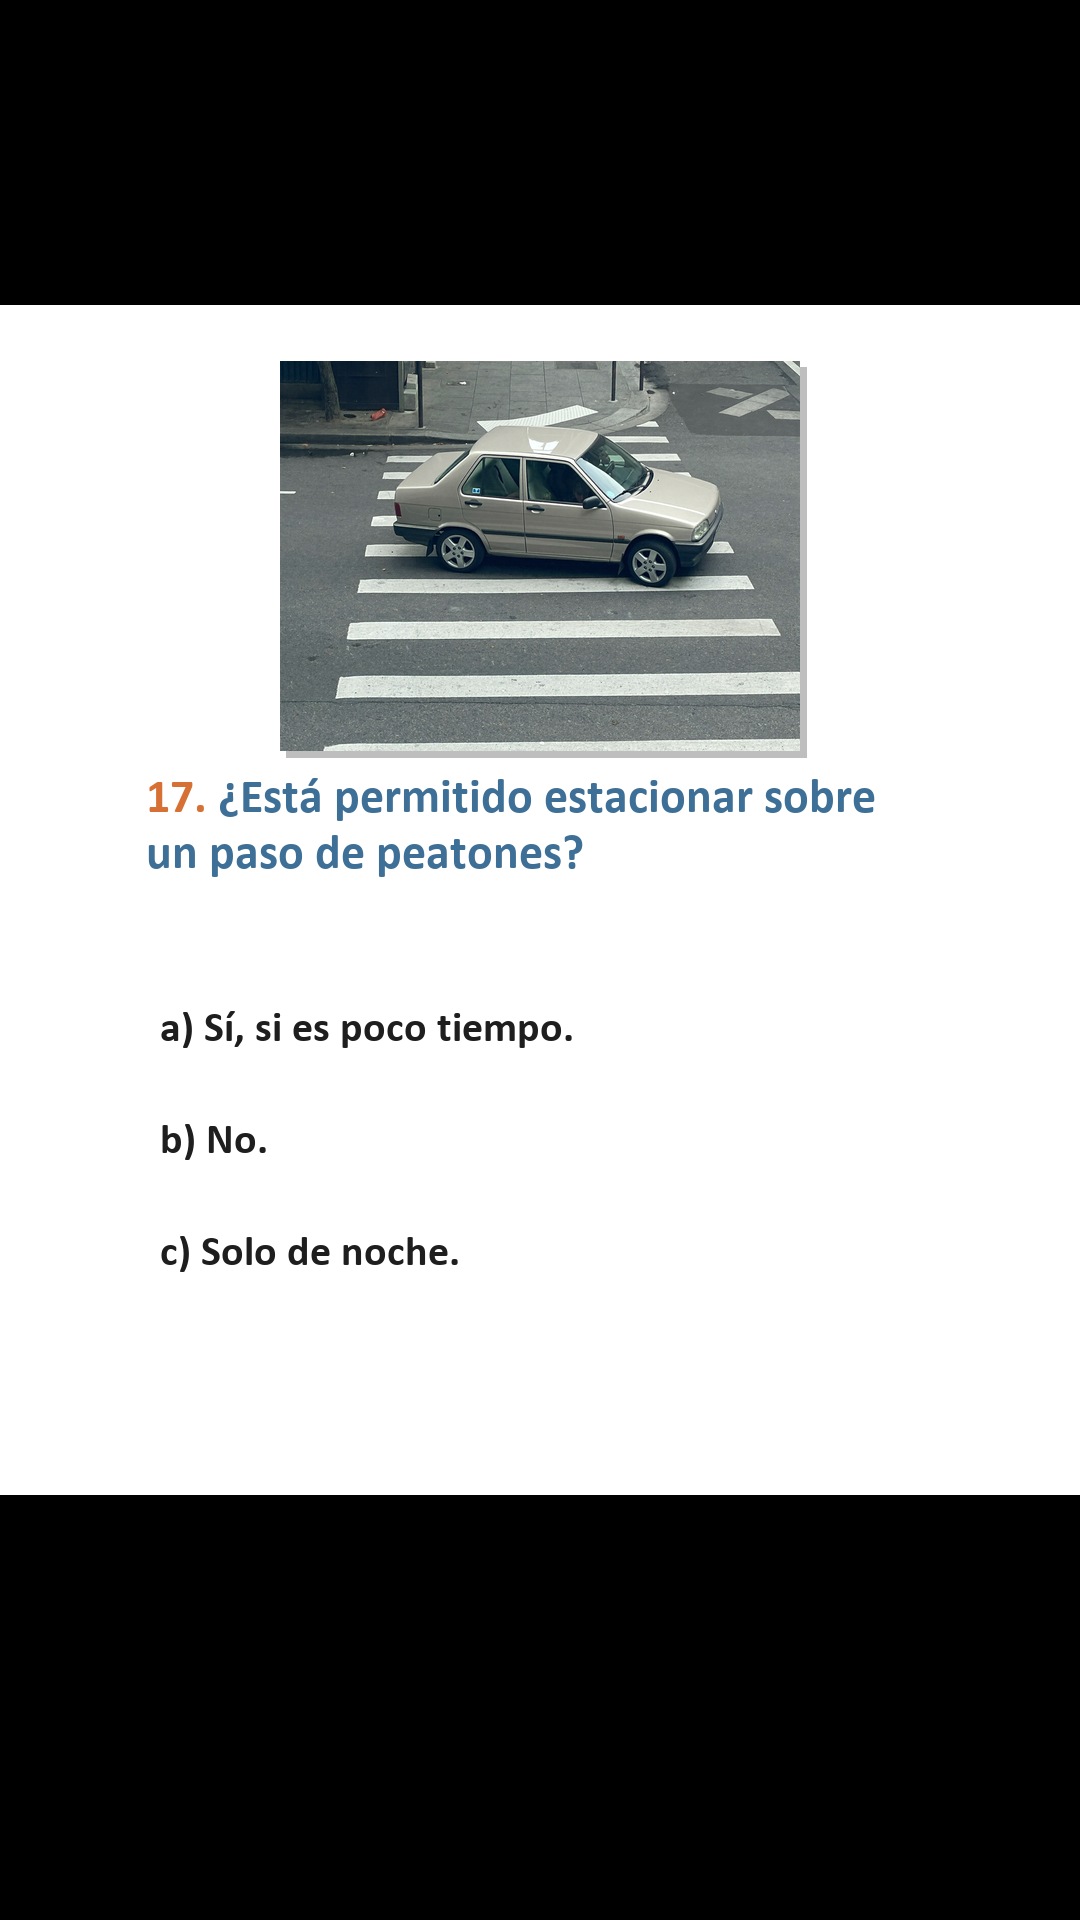 17. ¿Está permitido estacionar sobre
un paso de peatones?
a) Sí, si es poco tiempo.
b) No.
c) Solo de noche.